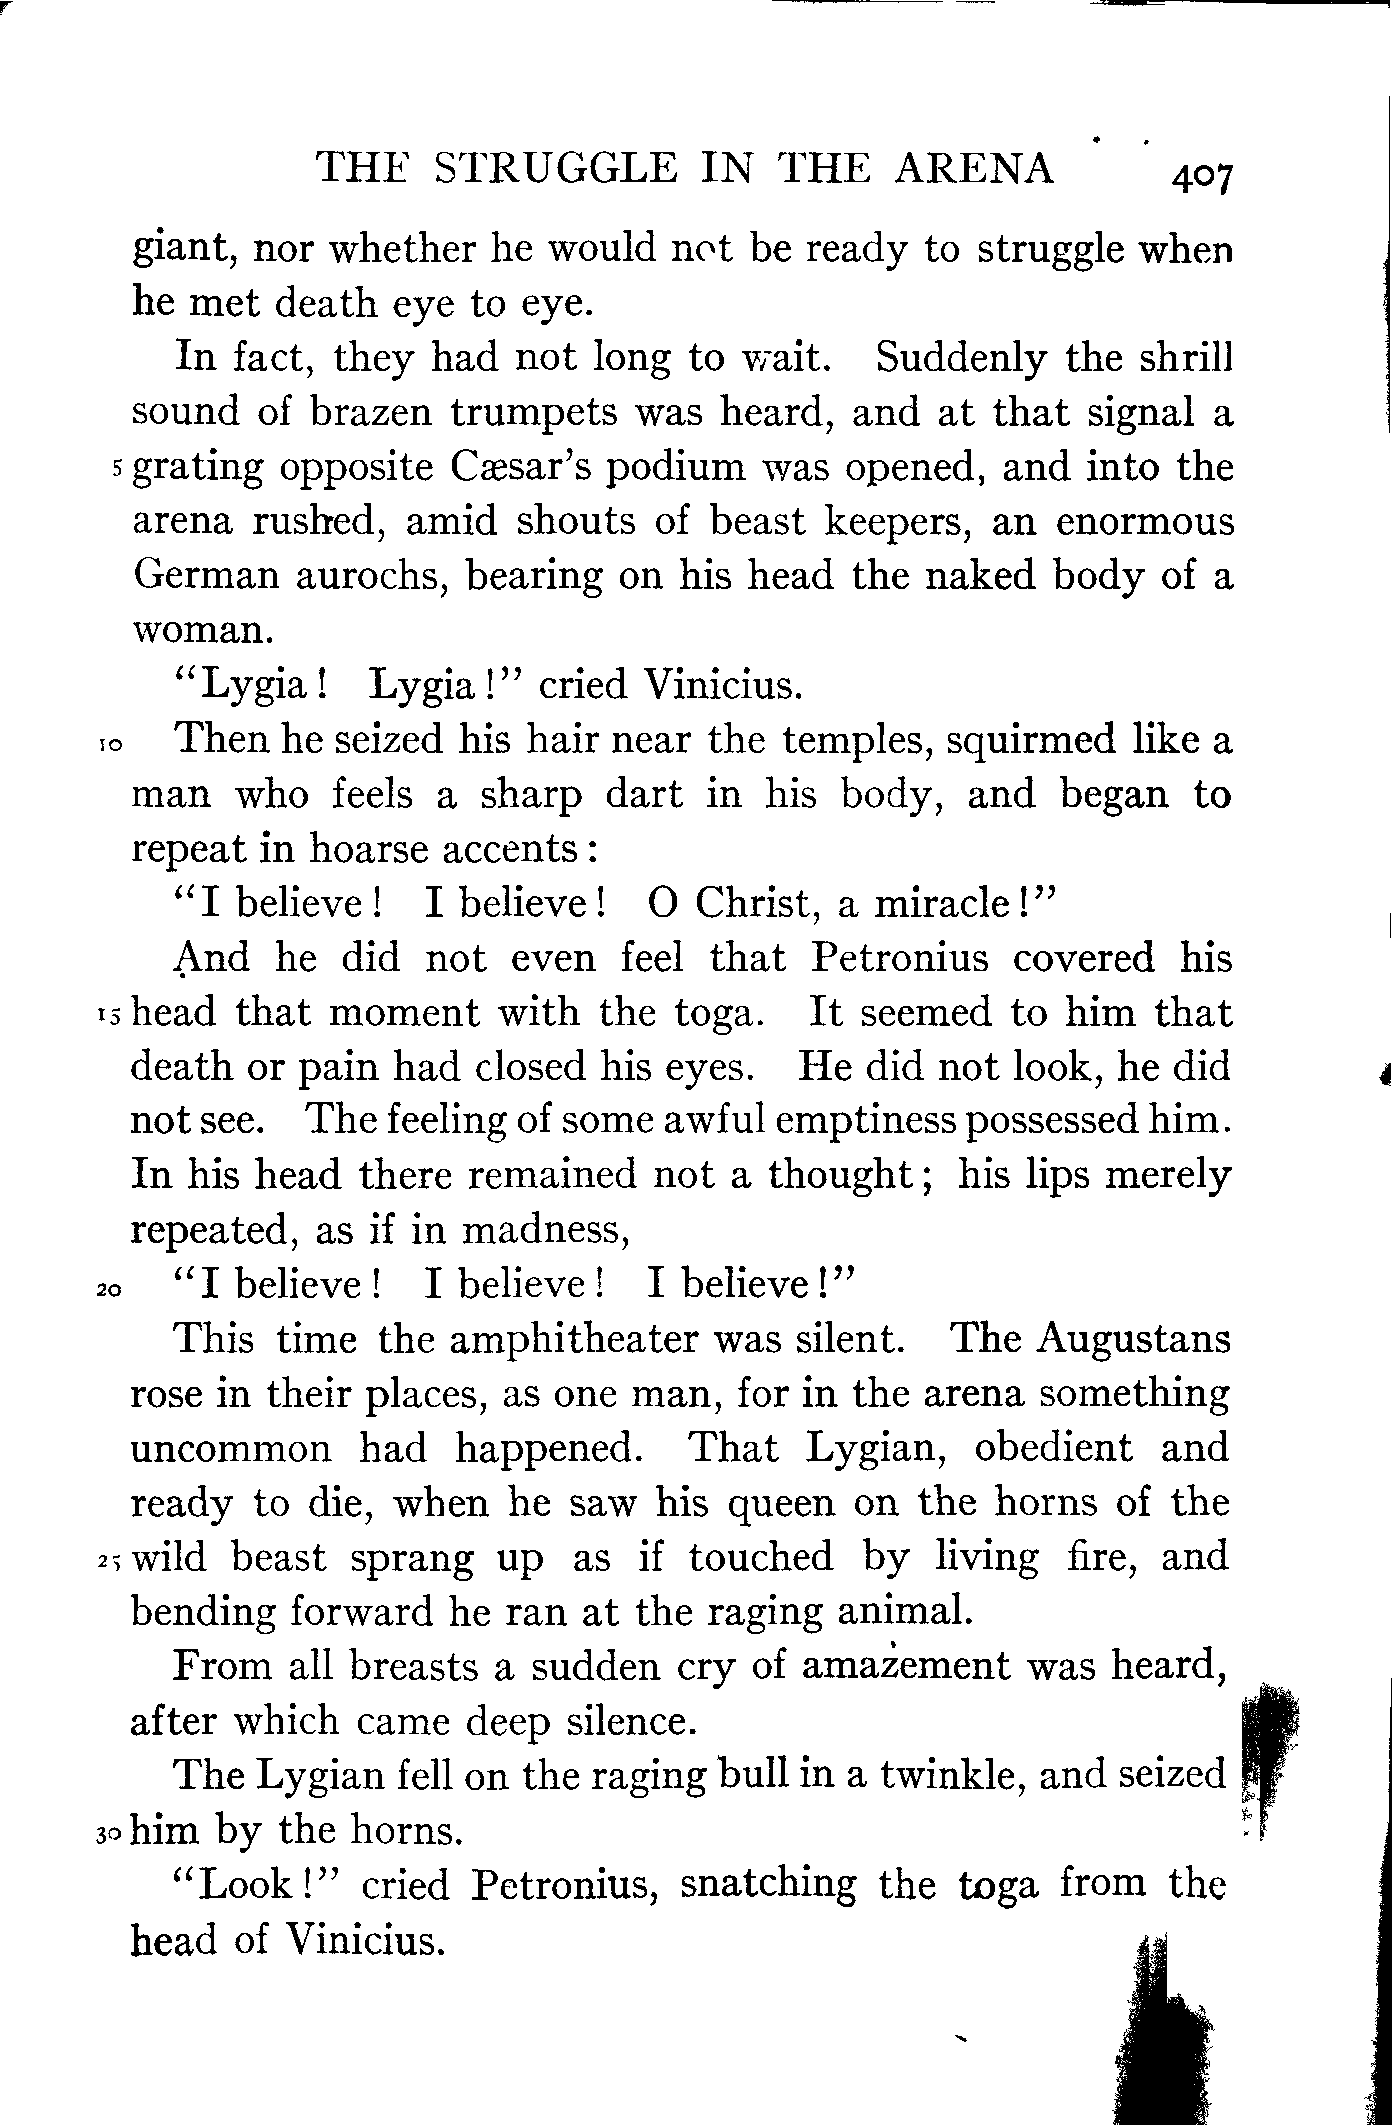 THE STRUGGLE IN THE ARENA 407
giant, nor whether he would not be ready to struggle when
he met death eye to eye.
In fact, they had not long to wait. Suddenly the shrill
sound of brazen trumpets was heard, and at that signal a
5 grating opposite Cæsar's podium was opened, and into the
arena rushed, amid shouts of beast keepers, an enormous
German aurochs, bearing on his head the naked body of a
woman.
"Lygia! Lygia!" cried Vinicius.
10 Then he seized his hair near the temples, squirmed like a
man who feels a sharp dart in his body, and began to
repeat in hoarse accents:
"I believe! I believe! O Christ, a miracle!"
And he did not even feel that Petronius covered his
15 head that moment with the toga. It seemed to him that
death or pain had closed his eyes. He did not look, he did
not see. The feeling of some awful emptiness possessed him.
In his head there remained not a thought; his lips merely
repeated, as if in madness,
20 "I believe! I believe! I believe!"
This time the amphitheater was silent. The Augustans
rose in their places, as one man, for in the arena something
uncommon had happened. That Lygian, obedient and
ready to die, when he saw his queen on the horns of the
25 wild beast sprang up as if touched by living fire, and
bending forward he ran at the raging animal.
From all breasts a sudden cry of amazement was heard,
after which came deep silence.
The Lygian fell on the raging bull in a twinkle, and seized
30 him by the horns.
"Look!" cried Petronius, snatching the toga from the
head of Vinicius.